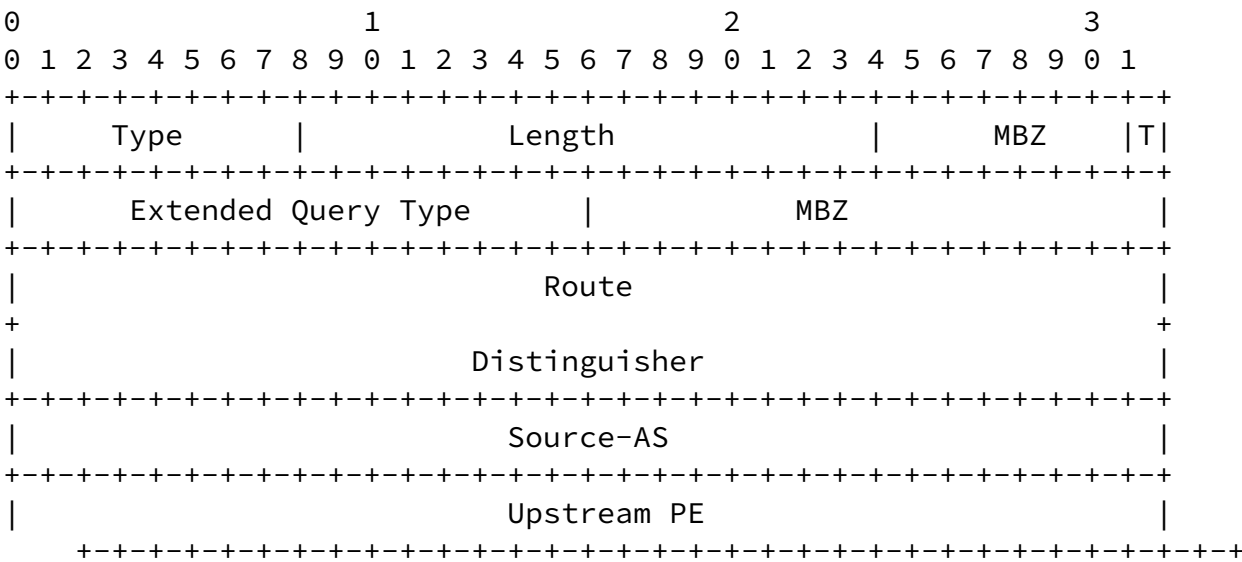 0                   1                   2                   3
0 1 2 3 4 5 6 7 8 9 0 1 2 3 4 5 6 7 8 9 0 1 2 3 4 5 6 7 8 9 0 1
+-+-+-+-+-+-+-+-+-+-+-+-+-+-+-+-+-+-+-+-+-+-+-+-+-+-+-+-+-+-+-+-+
|     Type      |           Length              |      MBZ    |T|
+-+-+-+-+-+-+-+-+-+-+-+-+-+-+-+-+-+-+-+-+-+-+-+-+-+-+-+-+-+-+-+-+
|      Extended Query Type      |           MBZ                 |
+-+-+-+-+-+-+-+-+-+-+-+-+-+-+-+-+-+-+-+-+-+-+-+-+-+-+-+-+-+-+-+-+
|                             Route                             |
+                                                               +
|                         Distinguisher                         |
+-+-+-+-+-+-+-+-+-+-+-+-+-+-+-+-+-+-+-+-+-+-+-+-+-+-+-+-+-+-+-+-+
|                           Source-AS                           |
+-+-+-+-+-+-+-+-+-+-+-+-+-+-+-+-+-+-+-+-+-+-+-+-+-+-+-+-+-+-+-+-+
|                           Upstream PE                         |
    +-+-+-+-+-+-+-+-+-+-+-+-+-+-+-+-+-+-+-+-+-+-+-+-+-+-+-+-+-+-+-+-+